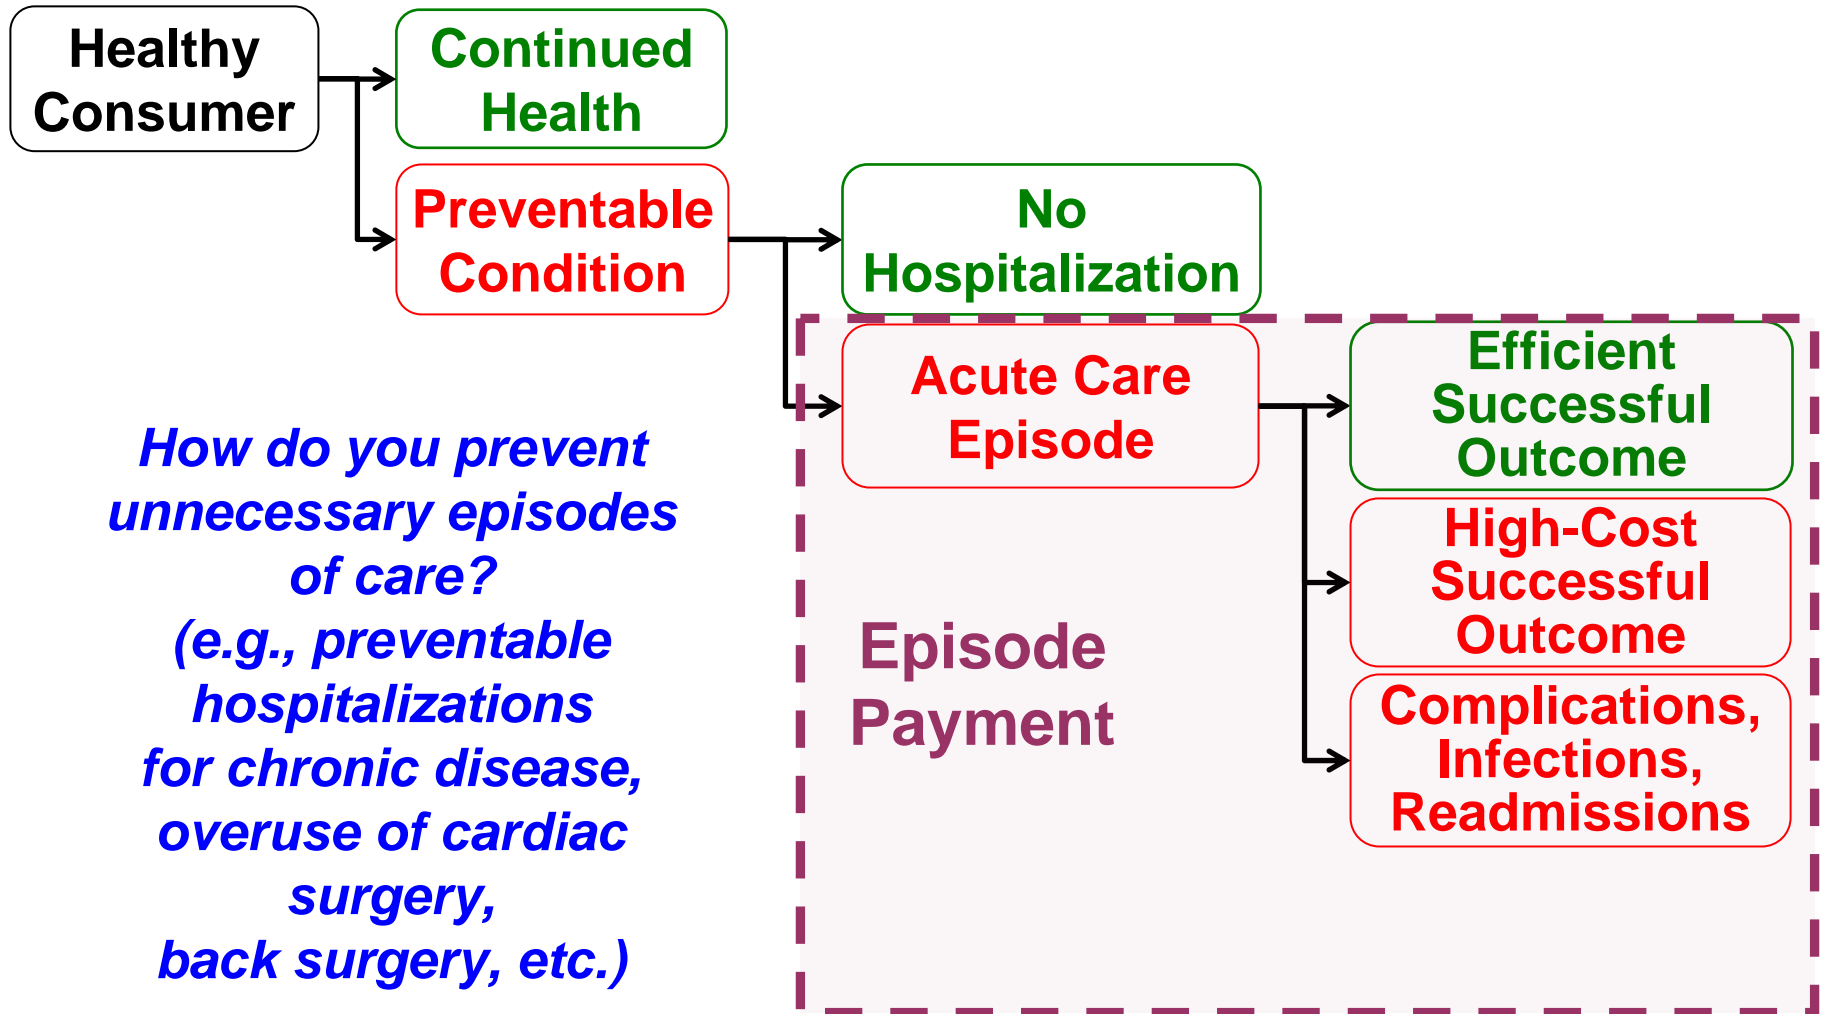 Healthy
Consumer
Continued
Health
Preventable
Condition
No
Hospitalization
Acute Care
Episode
Efficient
Successful
Outcome
High-Cost
Successful
Outcome
Complications,
Infections,
Readmissions
Episode
Payment
How do you prevent
unnecessary episodes
of care?
(e.g., preventable
hospitalizations
for chronic disease,
overuse of cardiac
surgery,
back surgery, etc.)